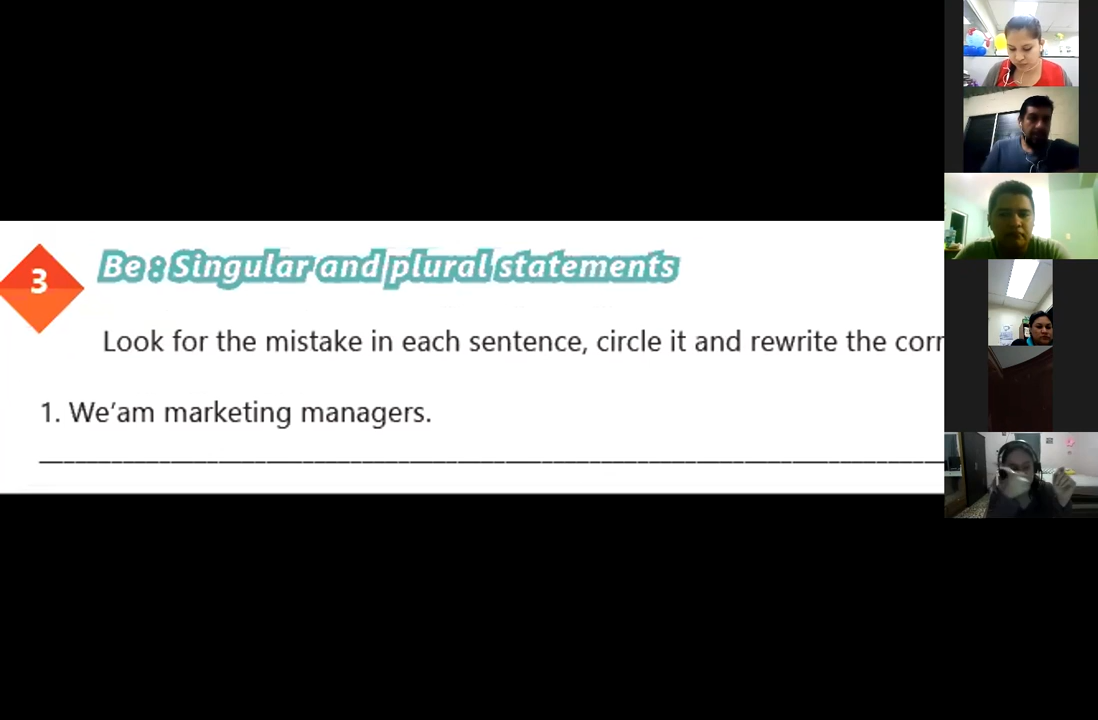 3
Be: Singular and plural statements
Look for the mistake in each sentence, circle it and rewrite the corr
1. We'am marketing managers.